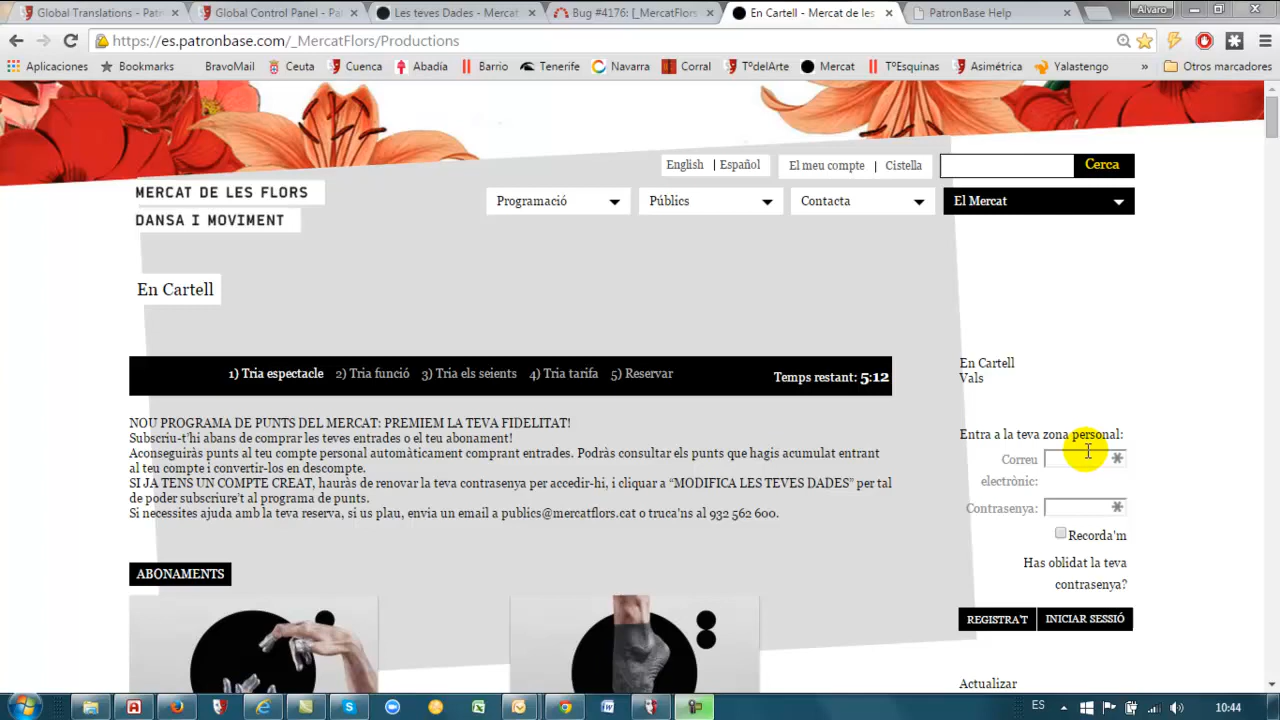 Global Translations - Patr
Global Control Panel - Pat
Les teves Dades - Mercat
Bug #4176: [_MercatFlors
En Cartell - Mercat de les
PatronBase Help
Alvaro
https://es.patronbase.com/_MercatFlors/Productions
Aplicaciones
Bookmarks
BravoMail
Ceuta
Cuenca
Abadía
Barrio
Tenerife
Navarra
Corral
TºdelArte
Mercat
TºEsquinas
Asimétrica
Yalastengo
»
Otros marcadores
English | Español
El meu compte | Cistella
Cerca
MERCAT DE LES FLORS
DANSA I MOVIMENT
Programació
Públics
Contacta
El Mercat
En Cartell
1) Tria espectacle 2) Tria funció 3) Tria els seients 4) Tria tarifa 5) Reservar
Temps restant: 5:12
NOU PROGRAMA DE PUNTS DEL MERCAT: PREMIEM LA TEVA FIDELITAT!
Subscriu-t'hi abans de comprar les teves entrades o el teu abonament!
Aconseguiràs punts al teu compte personal automàticament comprant entrades. Podràs consultar els punts que hagis acumulat entrant
al teu compte i convertir-los en descompte.
SI JA TENS UN COMPTE CREAT, hauràs de renovar la teva contrasenya per accedir-hi, i cliquar a “MODIFICA LES TEVES DADES” per tal
de poder subscriure't al programa de punts.
Si necessites ajuda amb la teva reserva, si us plau, envia un email a publics@mercatflors.cat o truca'ns al 932 562 600.
ABONAMENTS
En Cartell
Vals
Entra a la teva zona personal:
Correu
electrònic:
Contrasenya:
Recorda'm
Has oblidat la teva
contrasenya?
REGISTRA'T
INICIAR SESSIÓ
Actualizar
ES
10:44